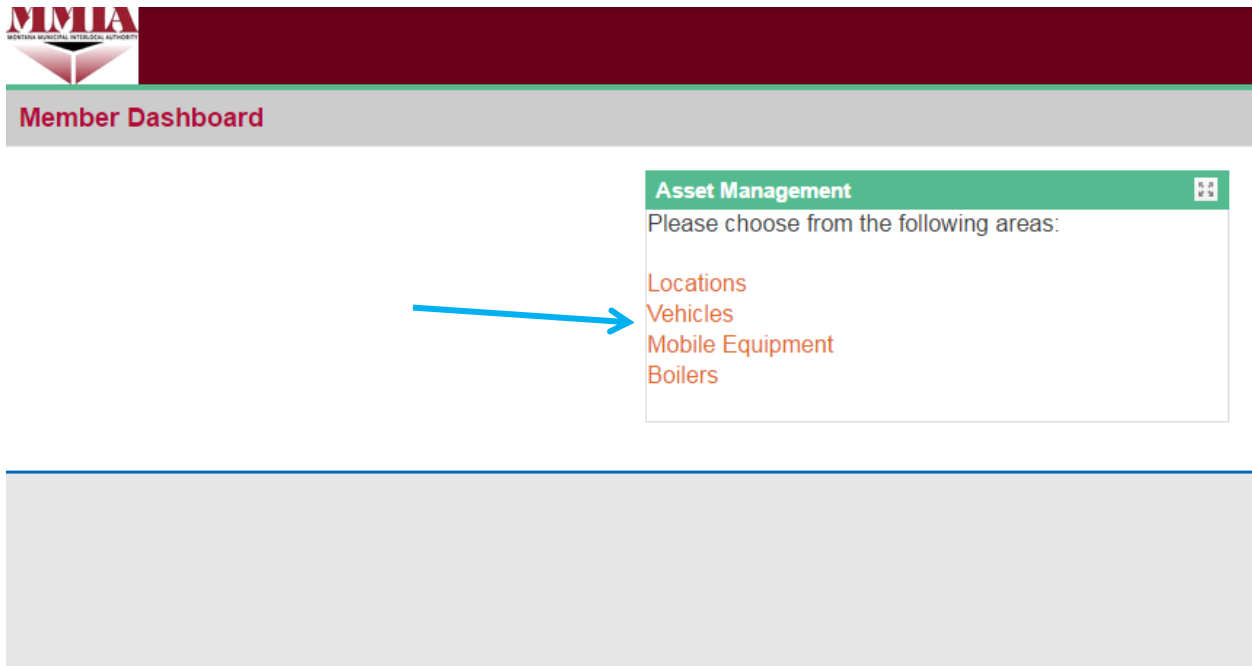 MMIA
MONTANA MUNICIPAL INTERLOCAL AUTHORITY
Member Dashboard
Asset Management
Please choose from the following areas:
Locations
Vehicles
Mobile Equipment
Boilers